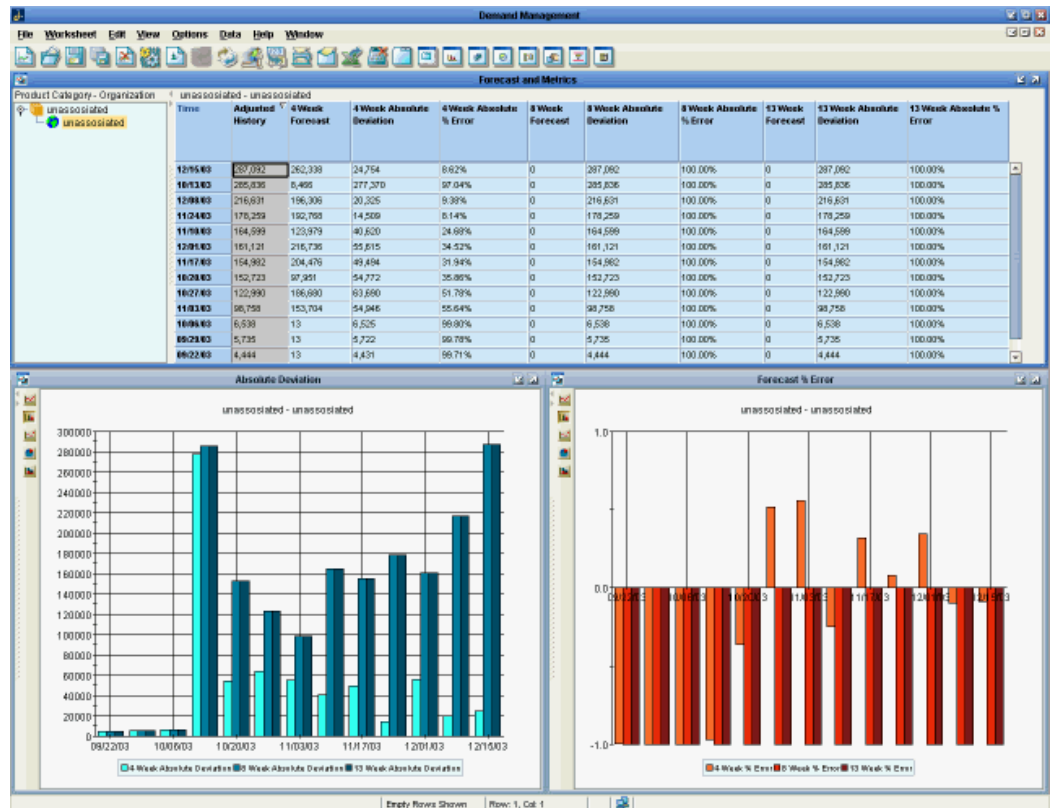 Demand Management
File Worksheet Edit View Options Data Help Window
Forecast and Metrics
Product Category - Organization
unassosiated
unassosiated
unassosiated - unassosiated
Time Adjusted History 4 Week Forecast 4 Week Absolute Deviation 4 Week Absolute % Error 8 Week Forecast 8 Week Absolute Deviation 8 Week Absolute % Error 13 Week Forecast 13 Week Absolute Deviation 13 Week Absolute % Error
12/15/03 287,092 262,338 24,754 8.62% 0 287,092 100.00% 0 287,092 100.00%
10/13/03 285,836 8,466 277,370 97.04% 0 285,836 100.00% 0 285,836 100.00%
12/08/03 216,631 196,306 20,325 9.38% 0 216,631 100.00% 0 216,631 100.00%
11/24/03 178,259 192,768 14,509 8.14% 0 178,259 100.00% 0 178,259 100.00%
11/10/03 164,599 123,979 40,620 24.68% 0 164,599 100.00% 0 164,599 100.00%
12/01/03 161,121 216,736 55,615 34.52% 0 161,121 100.00% 0 161,121 100.00%
11/17/03 154,982 204,476 49,494 31.94% 0 154,982 100.00% 0 154,982 100.00%
10/20/03 152,723 97,951 54,772 35.86% 0 152,723 100.00% 0 152,723 100.00%
10/27/03 122,990 186,680 63,690 51.78% 0 122,990 100.00% 0 122,990 100.00%
11/03/03 98,758 153,704 54,946 55.64% 0 98,758 100.00% 0 98,758 100.00%
10/06/03 6,538 13 6,525 99.80% 0 6,538 100.00% 0 6,538 100.00%
09/29/03 5,735 13 5,722 99.78% 0 5,735 100.00% 0 5,735 100.00%
09/22/03 4,444 13 4,431 99.71% 0 4,444 100.00% 0 4,444 100.00%
Absolute Deviation
unassosiated - unassosiated
300000
280000
260000
240000
220000
200000
180000
160000
140000
120000
100000
80000
60000
40000
20000
0
09/22/03 10/06/03 10/20/03 11/03/03 11/17/03 12/01/03 12/15/03
4 Week Absolute Deviation 8 Week Absolute Deviation 13 Week Absolute Deviation
Forecast % Error
unassosiated - unassosiated
1.0
0.0
09/22/03 10/06/03 10/20/03 11/03/03 11/17/03 12/01/03 12/15/03
-1.0
4 Week % Error 8 Week % Error 13 Week % Error
Empty Rows Shown Row: 1, Col: 1